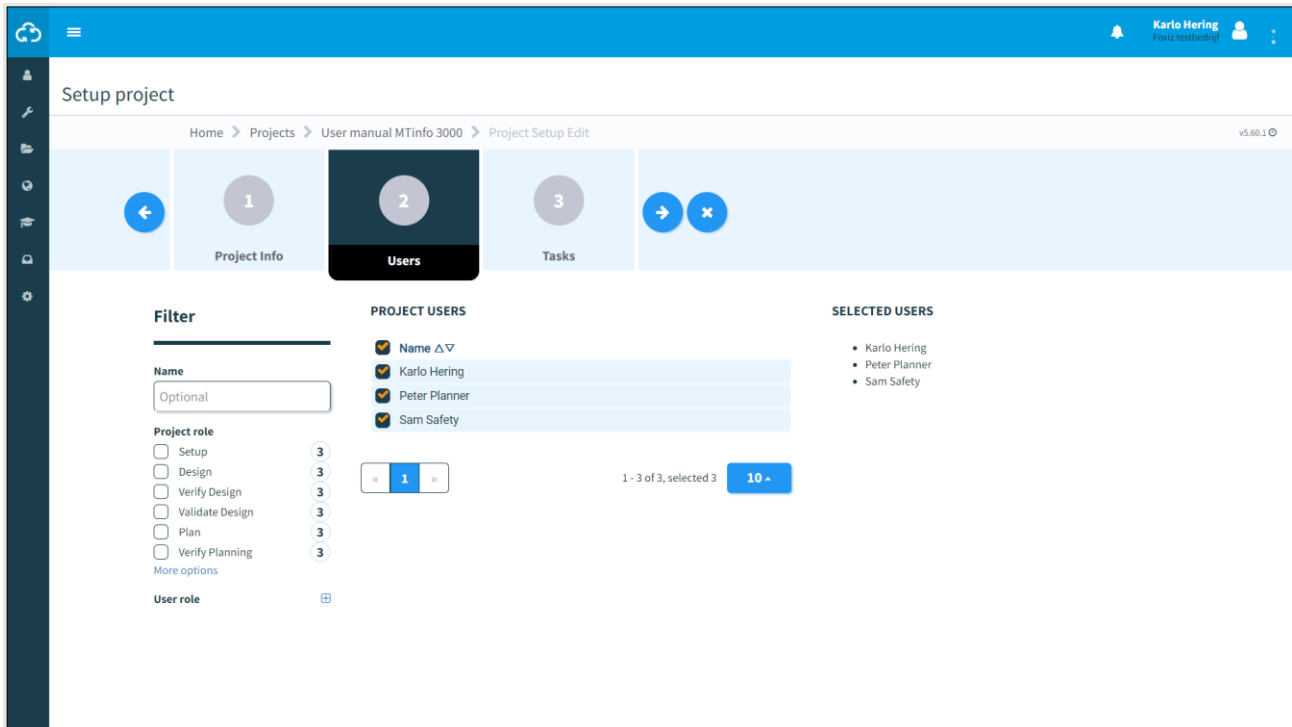 Karlo Hering
Foxiz testbedrijf
Setup project
Home Projects User manual MTinfo 3000 Project Setup Edit
v5.60.1
1
Project Info
2
Users
3
Tasks
Filter
Name
Optional
Project role
Setup 3
Design 3
Verify Design 3
Validate Design 3
Plan 3
Verify Planning 3
More options
User role
PROJECT USERS
Name
Karlo Hering
Peter Planner
Sam Safety
« 1 »
1 - 3 of 3, selected 3
10
SELECTED USERS
• Karlo Hering
• Peter Planner
• Sam Safety